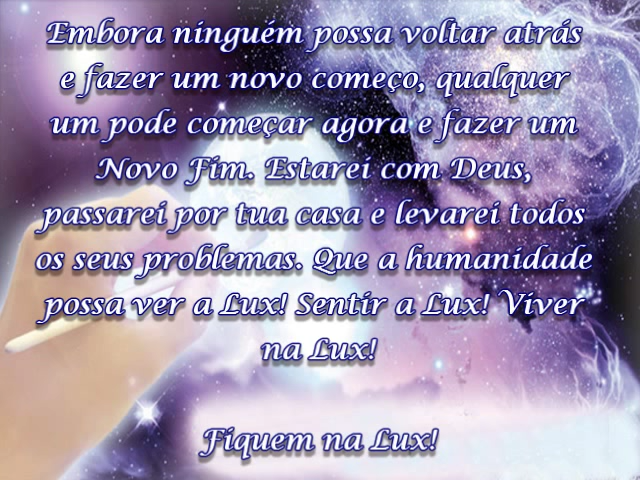 Embora ninguém possa voltar atrás
e fazer um novo começo, qualquer
um pode começar agora e fazer um
Novo Fim. Estarei com Deus,
passarei por tua casa e levarei todos
os seus problemas. Que a humanidade
possa ver a Lux! Sentir a Lux! Viver
na Lux!
Fiquem na Lux!